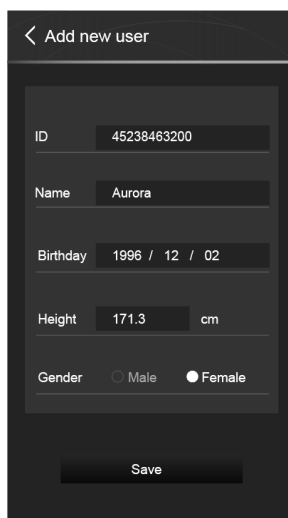 Add new user
ID 45238463200
Name Aurora
Birthday 1996 / 12 / 02
Height 171.3 cm
Gender Male Female
Save